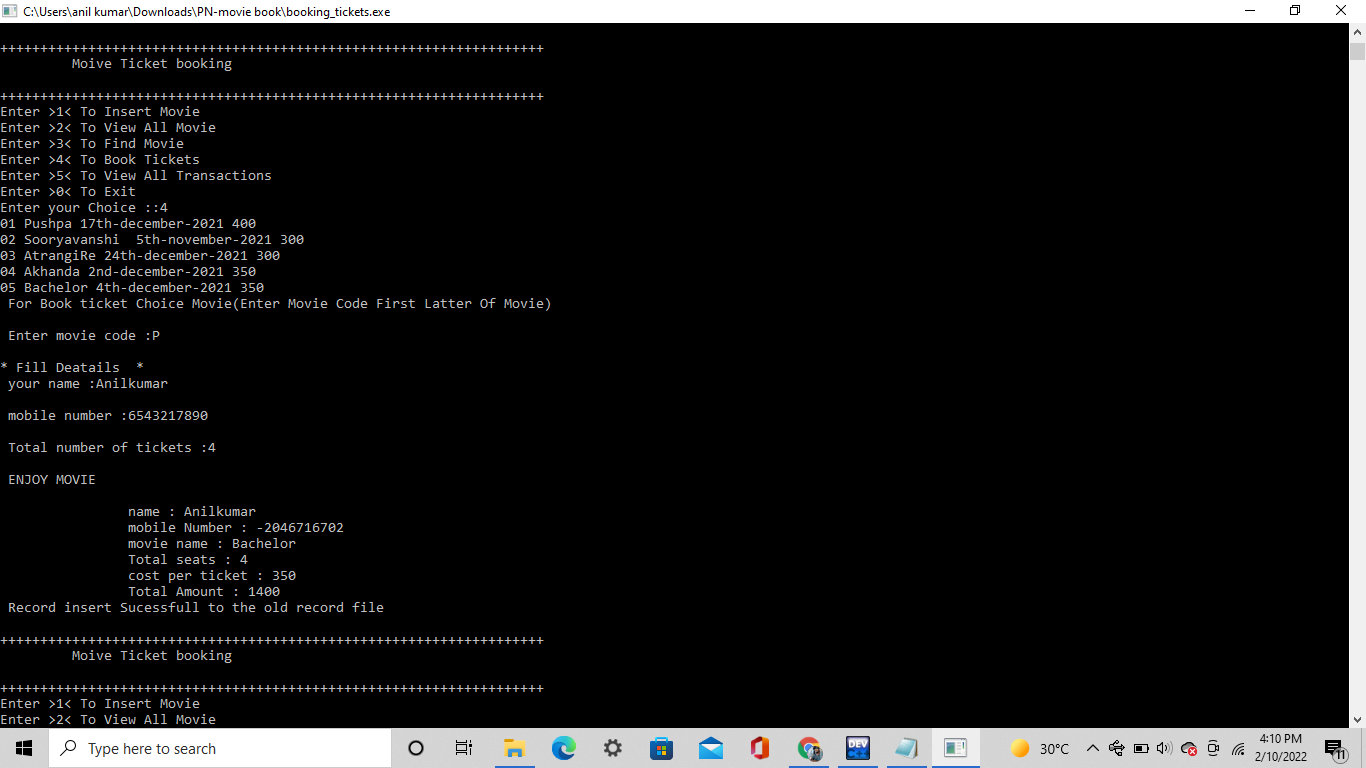 C:\Users\anil kumar\Downloads\PN-movie book\booking_tickets.exe
++++++++++++++++++++++++++++++++++++++++++++++++++++++++++++++++++++
Moive Ticket booking
++++++++++++++++++++++++++++++++++++++++++++++++++++++++++++++++++++
Enter >1< To Insert Movie
Enter >2< To View All Movie
Enter >3< To Find Movie
Enter >4< To Book Tickets
Enter >5< To View All Transactions
Enter >0< To Exit
Enter your Choice ::4
01 Pushpa 17th-december-2021 400
02 Sooryavanshi  5th-november-2021 300
03 AtrangiRe 24th-december-2021 300
04 Akhanda 2nd-december-2021 350
05 Bachelor 4th-december-2021 350
For Book ticket Choice Movie(Enter Movie Code First Latter Of Movie)
Enter movie code :P
* Fill Deatails  *
your name :Anilkumar
mobile number :6543217890
Total number of tickets :4
ENJOY MOVIE
name : Anilkumar
mobile Number : -2046716702
movie name : Bachelor
Total seats : 4
cost per ticket : 350
Total Amount : 1400
Record insert Sucessfull to the old record file
++++++++++++++++++++++++++++++++++++++++++++++++++++++++++++++++++++
Moive Ticket booking
++++++++++++++++++++++++++++++++++++++++++++++++++++++++++++++++++++
Enter >1< To Insert Movie
Enter >2< To View All Movie
Type here to search
DEV
30°C
4:10 PM
2/10/2022
11